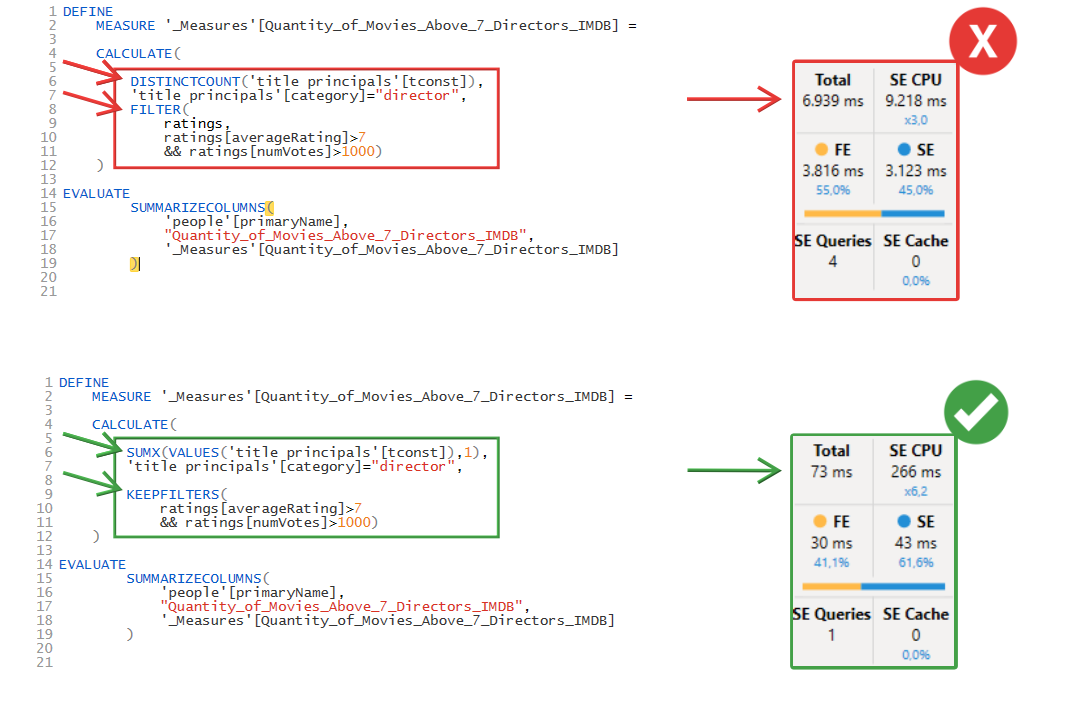 1 DEFINE
2 MEASURE '_Measures'[Quantity_of_Movies_Above_7_Directors_IMDB] =
3
4 CALCULATE(
5
6 DISTINCTCOUNT('title principals'[tconst]),
7 'title principals'[category]="director",
8 FILTER(
9 ratings,
10 ratings[averageRating]>7
11 && ratings[numVotes]>1000)
12 )
13
14 EVALUATE
15 SUMMARIZECOLUMNS(
16 'people'[primaryName],
17 "Quantity_of_Movies_Above_7_Directors_IMDB",
18 '_Measures'[Quantity_of_Movies_Above_7_Directors_IMDB]
19 )
20
21
X
Total SE CPU
6.939 ms 9.218 ms
x3,0
FE SE
3.816 ms 3.123 ms
55,0% 45,0%
SE Queries SE Cache
4 0
0,0%
1 DEFINE
2 MEASURE '_Measures'[Quantity_of_Movies_Above_7_Directors_IMDB] =
3
4 CALCULATE(
5
6 SUMX(VALUES('title principals'[tconst]),1),
7 'title principals'[category]="director",
8
9 KEEPFILTERS(
10 ratings[averageRating]>7
11 && ratings[numVotes]>1000)
12 )
13
14 EVALUATE
15 SUMMARIZECOLUMNS(
16 'people'[primaryName],
17 "Quantity_of_Movies_Above_7_Directors_IMDB",
18 '_Measures'[Quantity_of_Movies_Above_7_Directors_IMDB]
19 )
20
21
Total SE CPU
73 ms 266 ms
x6,2
FE SE
30 ms 43 ms
41,1% 61,6%
SE Queries SE Cache
1 0
0,0%